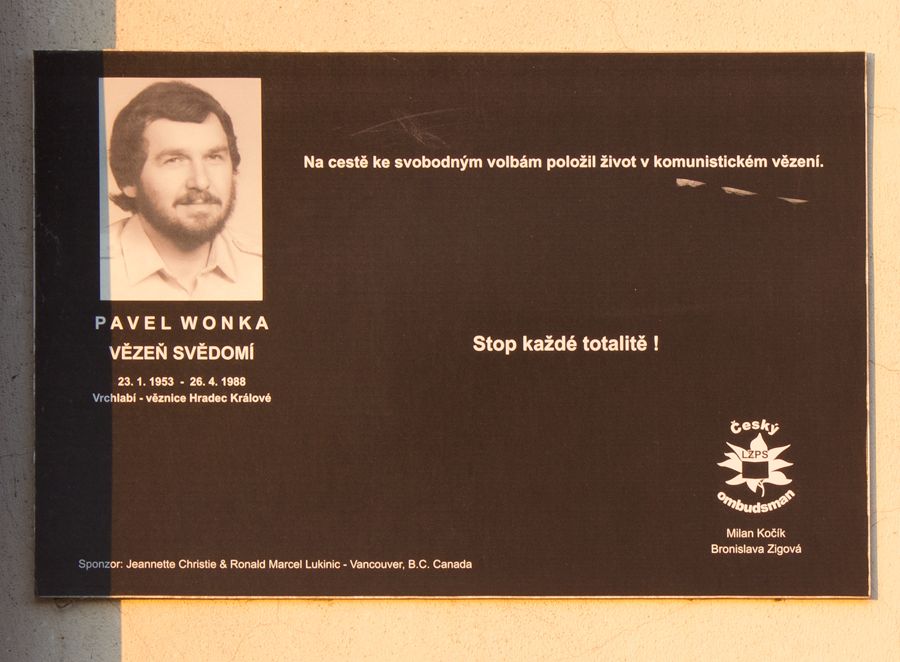 Na cestě ke svobodným volbám položil život v komunistickém vězení.
PAVEL WONKA
VĚZEŇ SVĚDOMÍ
23. 1. 1953 - 26. 4. 1988
Vrchlabí - věznice Hradec Králové
Stop každé totalitě !
Český
LZPS
ombudsman
Milan Kočík
Bronislava Zigová
Sponzor: Jeannette Christie & Ronald Marcel Lukinic - Vancouver, B.C. Canada